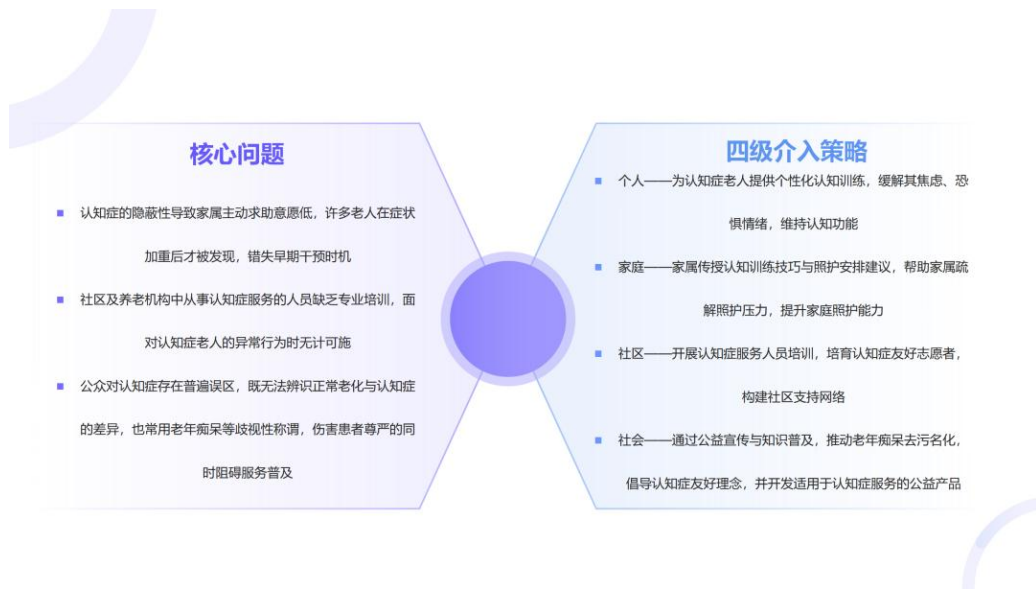 核心问题
认知症的隐蔽性导致家属主动求助意愿低，许多老人在症状
加重后才被发现，错失早期干预时机
社区及养老机构中从事认知症服务的人员缺乏专业培训，面
对认知症老人的异常行为时无计可施
公众对认知症存在普遍误区，既无法辨识正常老化与认知症
的差异，也常用老年痴呆等歧视性称谓，伤害患者尊严的同
时阻碍服务普及
四级介入策略
个人——为认知症老人提供个性化认知训练，缓解其焦虑、恐
惧情绪，维持认知功能
家庭——家属传授认知训练技巧与照护安排建议，帮助家属疏
解照护压力，提升家庭照护能力
社区——开展认知症服务人员培训，培育认知症友好志愿者，
构建社区支持网络
社会——通过公益宣传与知识普及，推动老年痴呆去污名化，
倡导认知症友好理念，并开发适用于认知症服务的公益产品